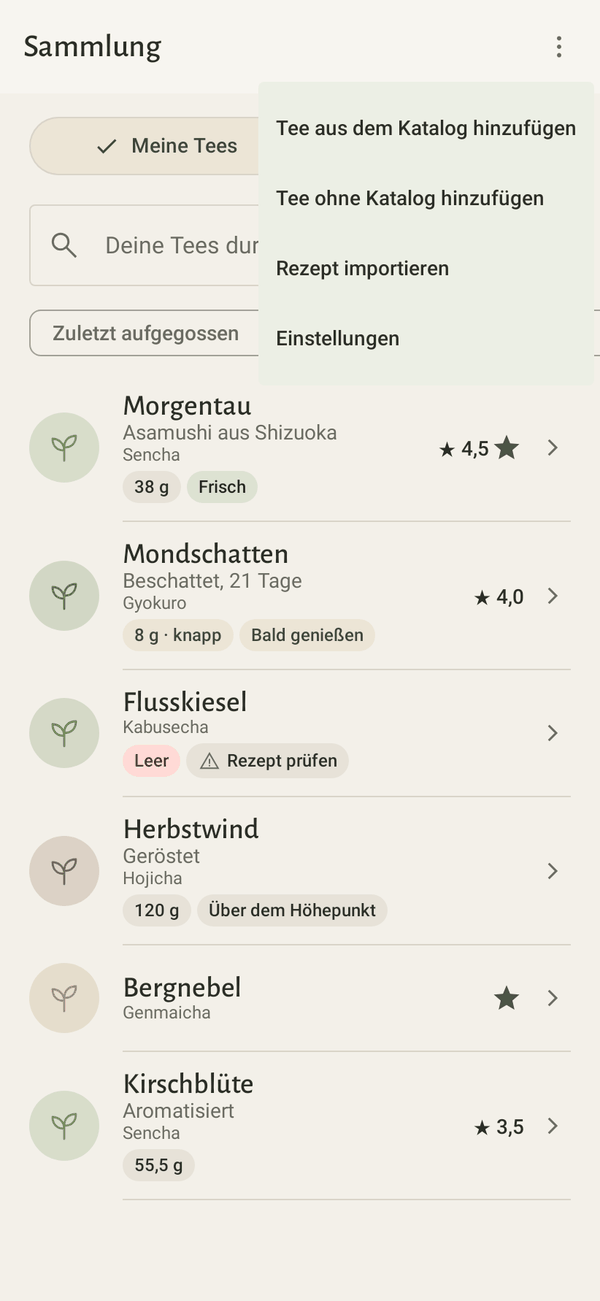 Sammlung
Tee aus dem Katalog hinzufügen
Meine Tees
Tee ohne Katalog hinzufügen
Deine Tees
Rezept importieren
Zuletzt aufgegossen
Einstellungen
Morgentau
Asamushi aus Shizuoka
Sencha
★ 4,5 ★
38 g
Frisch
Mondschatten
Beschattet, 21 Tage
Gyokuro
★ 4,0
8 g · knapp
Bald genießen
Flusskiesel
Kabusecha
Leer
Rezept prüfen
Herbstwind
Geröstet
Hojicha
120 g
Über dem Höhepunkt
Bergnebel
Genmaicha
★
Kirschblüte
Aromatisiert
Sencha
★ 3,5
55,5 g